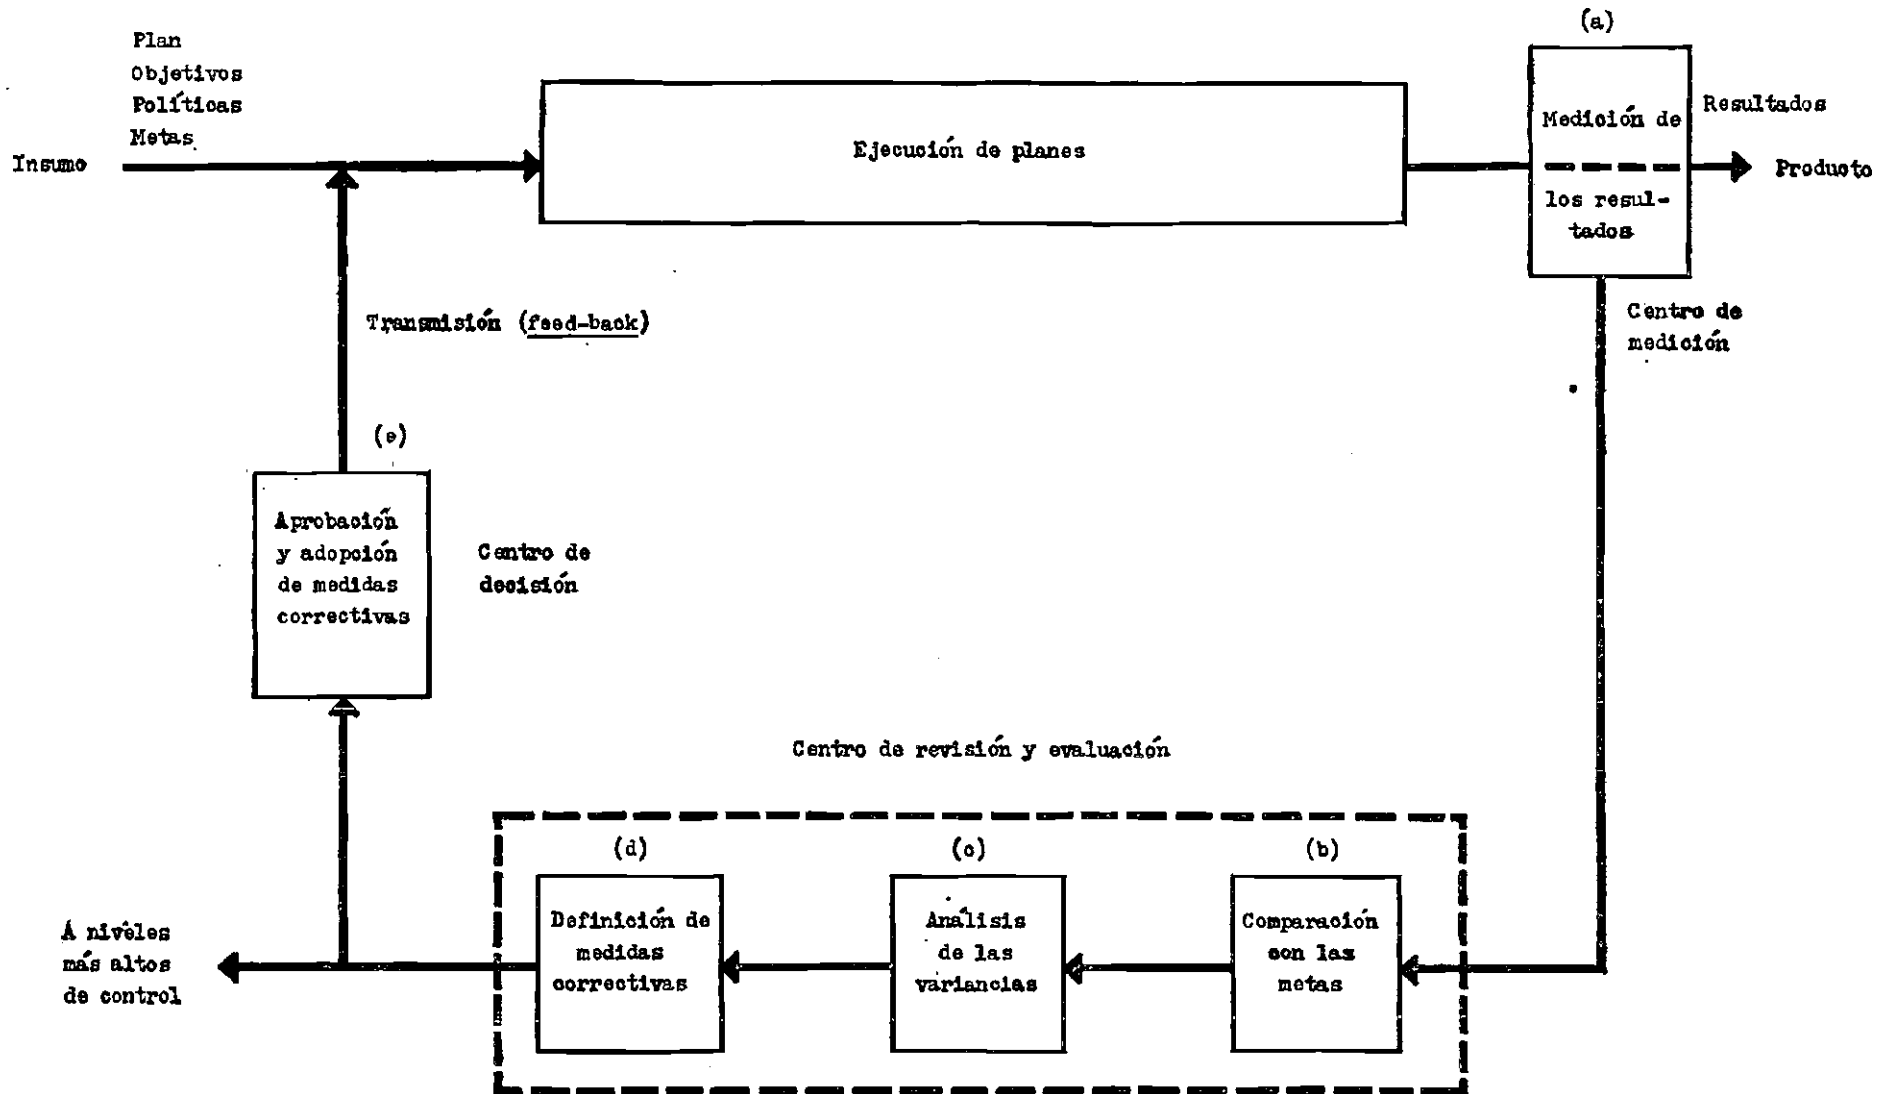 (a)
Plan
Objetivos
Políticas
Metas
Insumo
Ejecución de planes
Medición de
los resul-
tados
Resultados
Producto
Centro de
medición
Transmisión (feed-back)
(e)
Aprobación
y adopción
de medidas
correctivas
Centro de
decisión
Centro de revisión y evaluación
(d)
(c)
(b)
Definición de
medidas
correctivas
Análisis
de las
variancias
Comparación
con las
metas
A niveles
más altos
de control